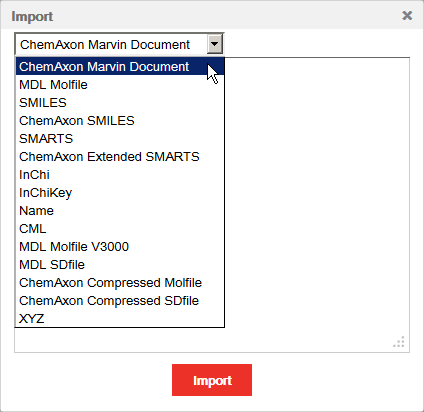 Import
ChemAxon Marvin Document
ChemAxon Marvin Document
MDL Molfile
SMILES
ChemAxon SMILES
SMARTS
ChemAxon Extended SMARTS
InChi
InChiKey
Name
CML
MDL Molfile V3000
MDL SDfile
ChemAxon Compressed Molfile
ChemAxon Compressed SDfile
XYZ
Import